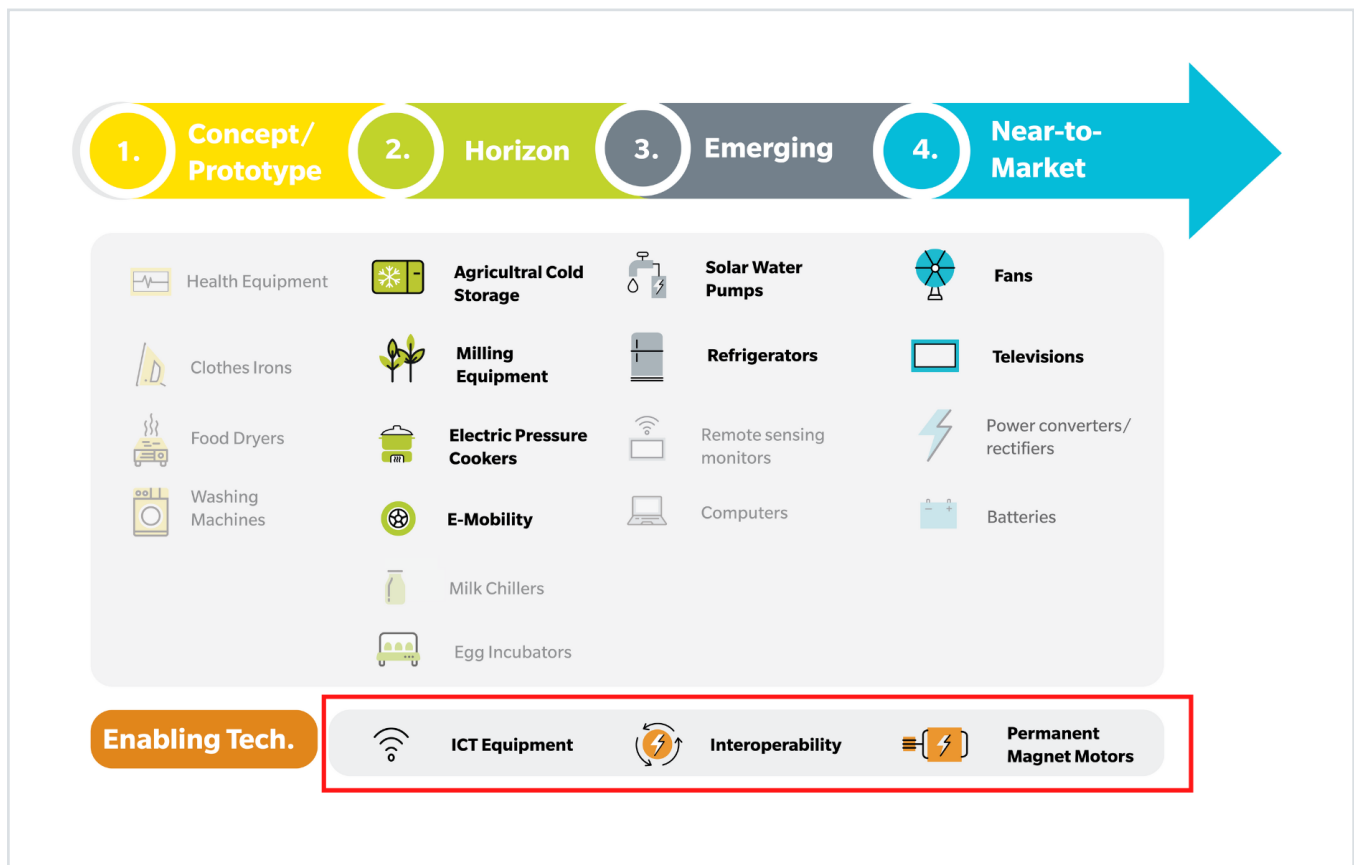 1.
Concept/
Prototype
2.
Horizon
3.
Emerging
4.
Near-to-
Market
Health Equipment
Clothes Irons
Food Dryers
Washing
Machines
Agricultral Cold
Storage
Milling
Equipment
Electric Pressure
Cookers
E-Mobility
Milk Chillers
Egg Incubators
Solar Water
Pumps
Refrigerators
Remote sensing
monitors
Computers
Fans
Televisions
Power converters/
rectifiers
Batteries
Enabling Tech.
ICT Equipment
Interoperability
Permanent
Magnet Motors